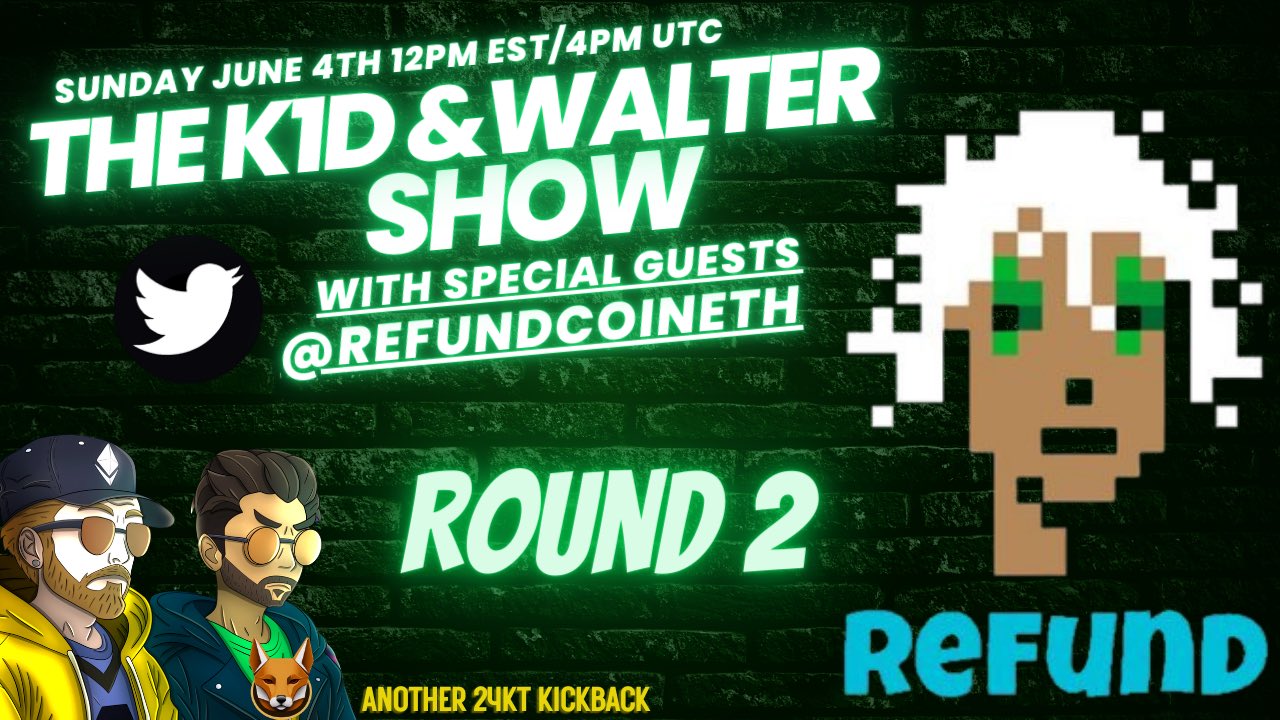 SUNDAY JUNE 4TH 12PM EST/4PM UTC
THE K1D & WALTER
SHOW
WITH SPECIAL GUESTS
@REFUNDCOINETH
ROUND 2
ReFUnD
ANOTHER 24KT KICKBACK